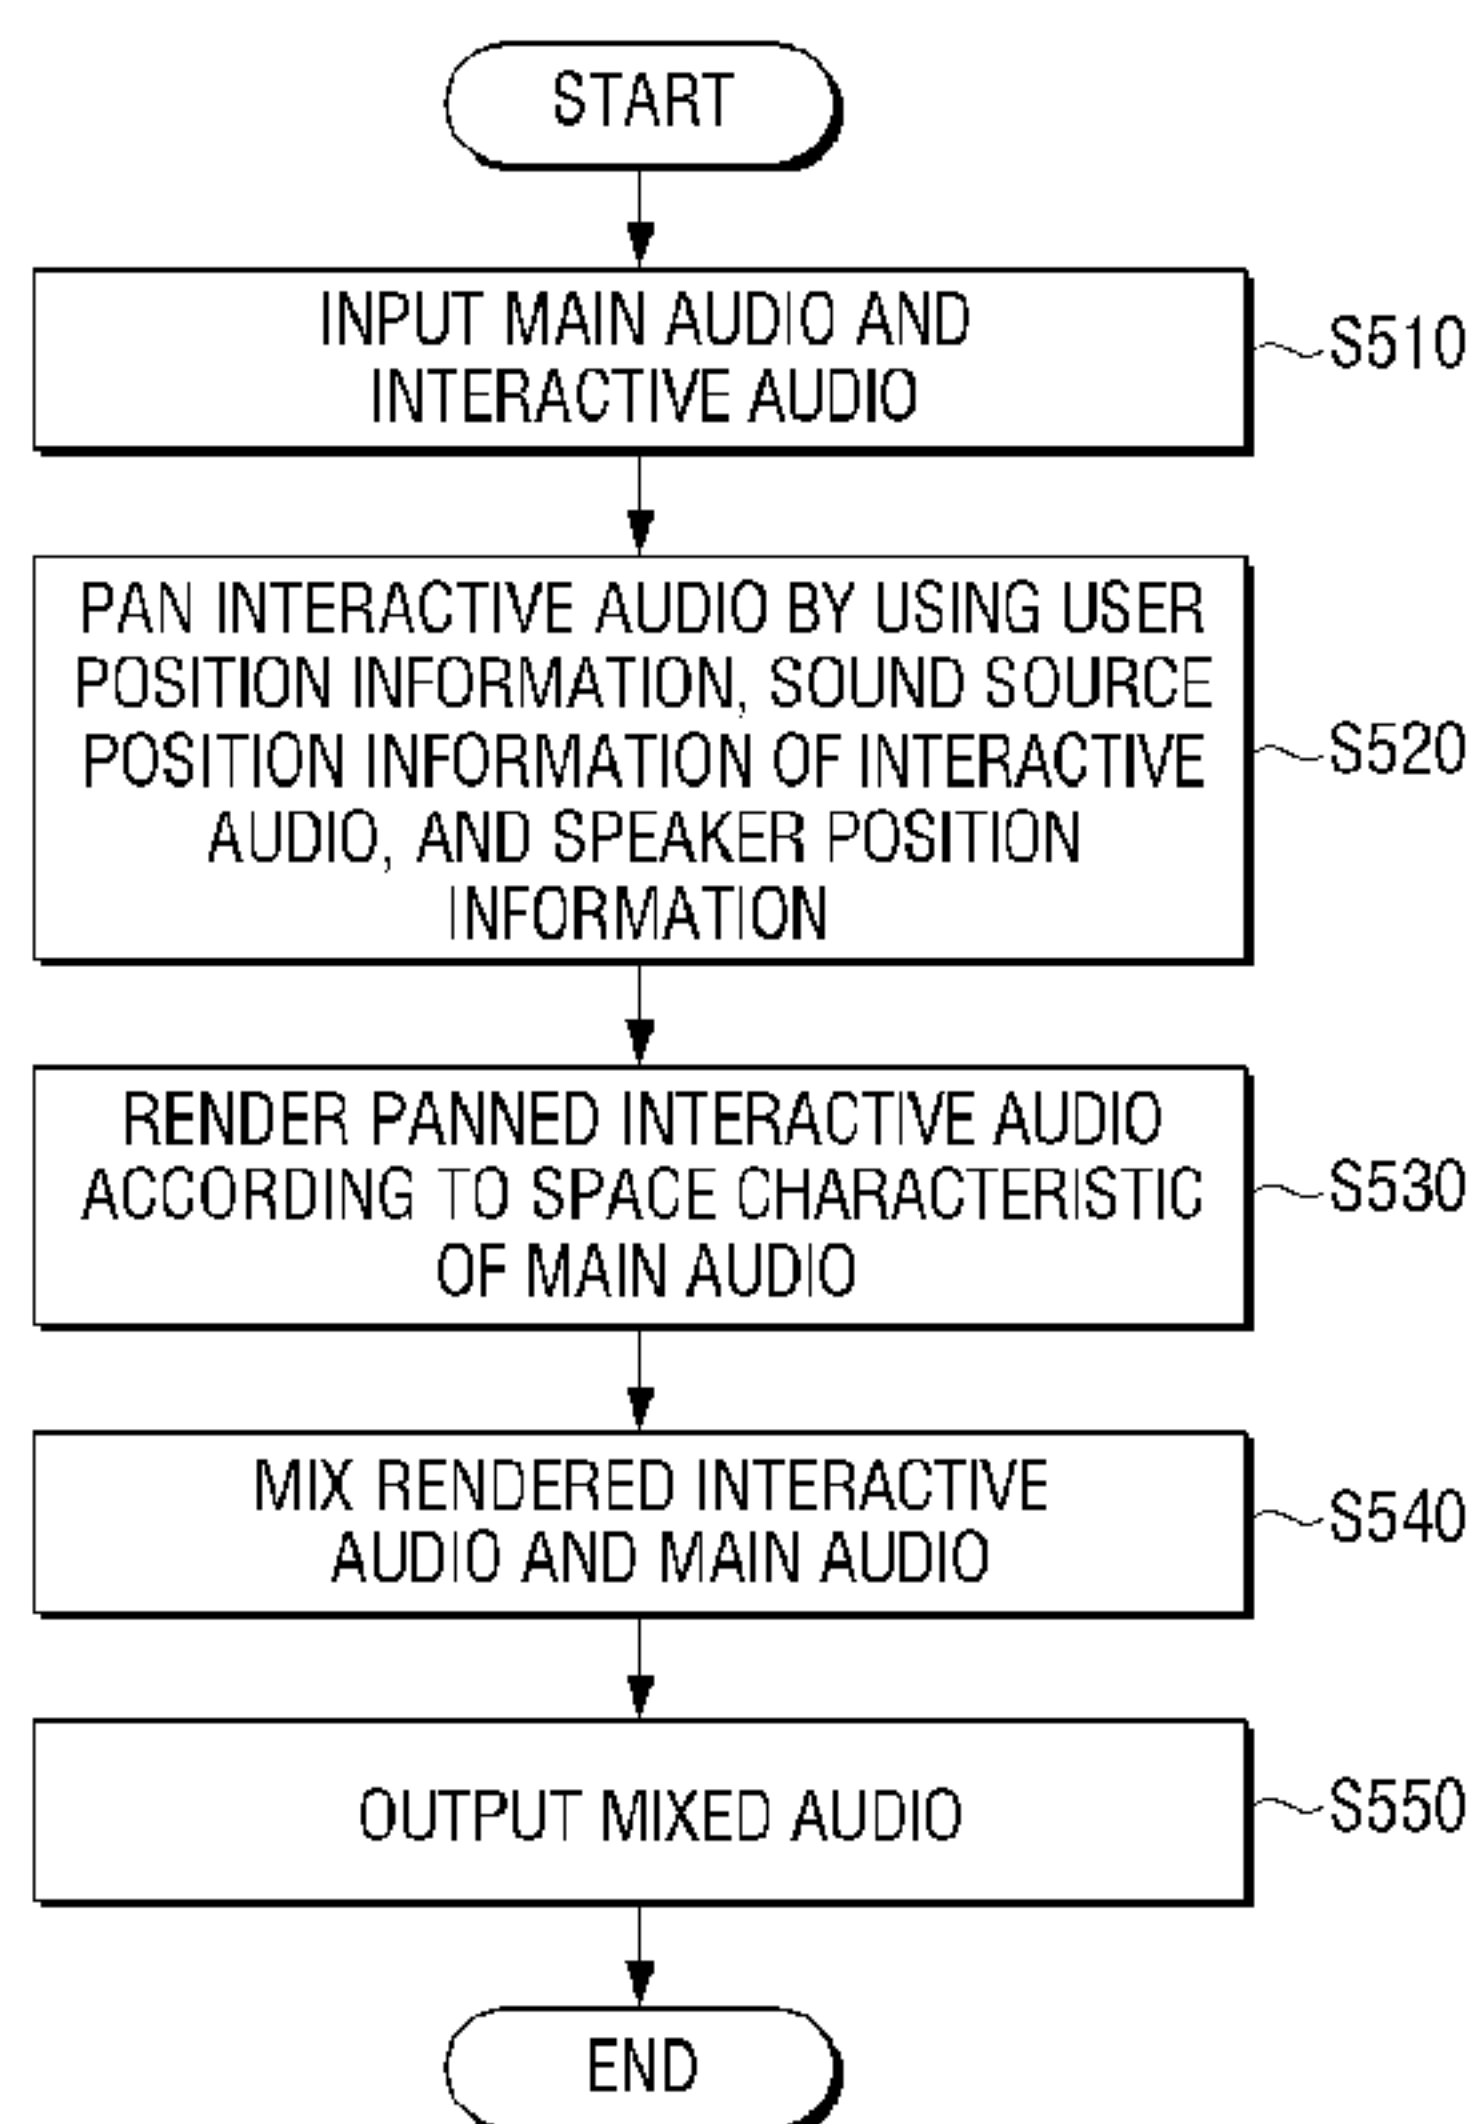 START
INPUT MAIN AUDIO AND
INTERACTIVE AUDIO
S510
PAN INTERACTIVE AUDIO BY USING USER
POSITION INFORMATION, SOUND SOURCE
POSITION INFORMATION OF INTERACTIVE
AUDIO, AND SPEAKER POSITION
INFORMATION
S520
RENDER PANNED INTERACTIVE AUDIO
ACCORDING TO SPACE CHARACTERISTIC
OF MAIN AUDIO
S530
MIX RENDERED INTERACTIVE
AUDIO AND MAIN AUDIO
S540
OUTPUT MIXED AUDIO
S550
END